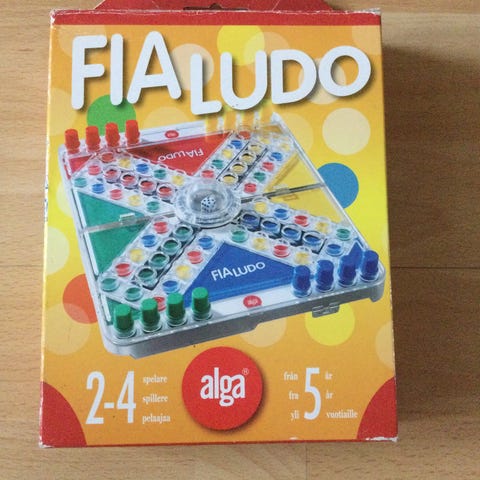 FIA LUDO
FIA LUDO
alga
FIA LUDO
alga
2-4 spelare
spillere
pelaajaa
alga®
från 5 år
fra år
yli vuotiaille